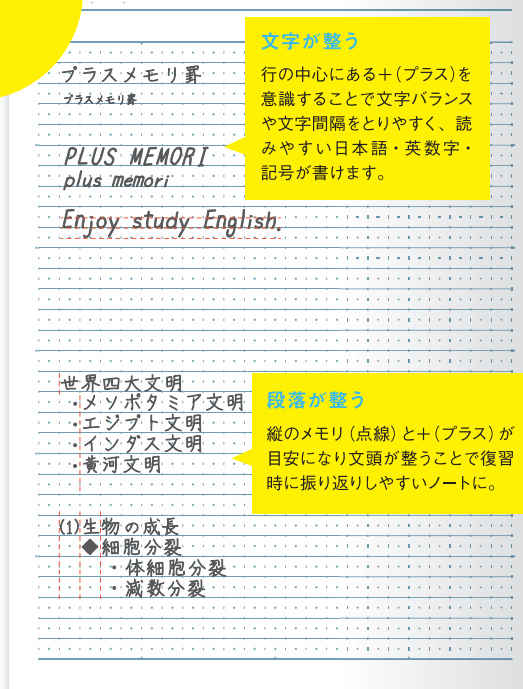 プラスメモリ罫
プラスメモリ罫
PLUS MEMORI
plus memori
Enjoy study English.
文字が整う
行の中心にある＋（プラス）を
意識することで文字バランス
や文字間隔をとりやすく、読
みやすい日本語・英数字・
記号が書けます。
世界四大文明
・メソポタミア文明
・エジプト文明
・インダス文明
・黄河文明
段落が整う
縦のメモリ（点線）と＋（プラス）が
目安になり文頭が整うことで復習
時に振り返りしやすいノートに。
(1)生物の成長
◆細胞分裂
・体細胞分裂
・減数分裂